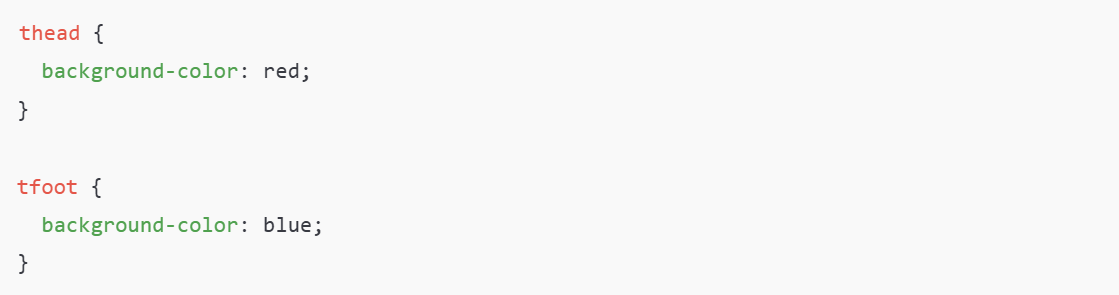 thead {
  background-color: red;
}

tfoot {
  background-color: blue;
}